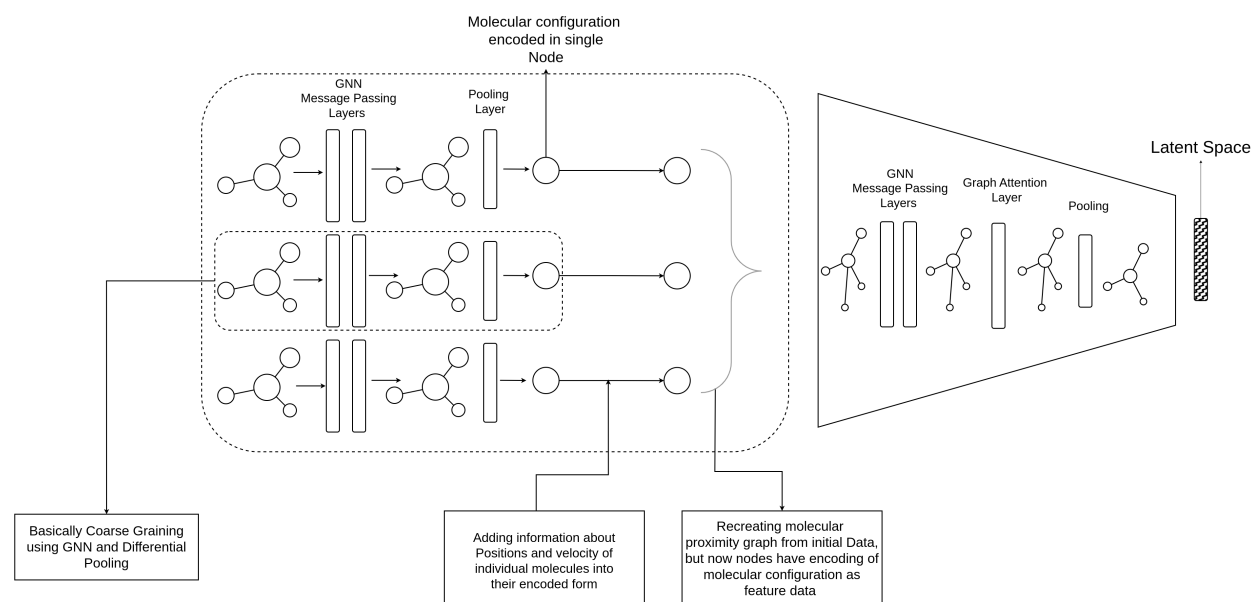 Molecular configuration
encoded in single
Node
GNN
Message Passing
Layers
Pooling
Layer
Latent Space
GNN
Message Passing
Layers
Graph Attention
Layer
Pooling
Basically Coarse Graining
using GNN and Differential
Pooling
Adding information about
Positions and velocity of
individual molecules into
their encoded form
Recreating molecular
proximity graph from initial Data,
but now nodes have encoding of
molecular configuration as
feature data